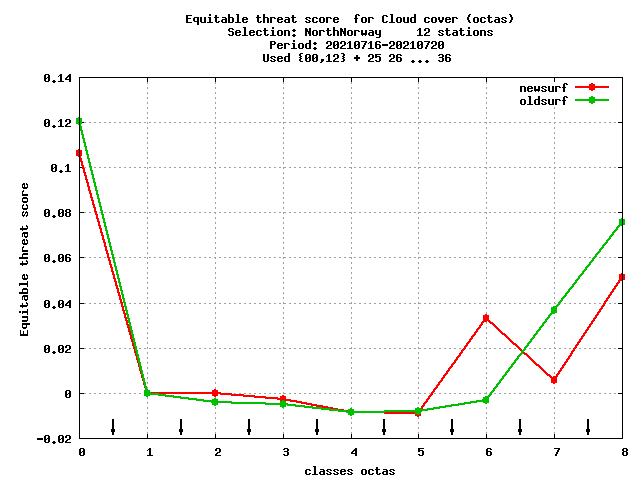 Equitable threat score  for Cloud cover (octas)
Selection: NorthNorway     12 stations
Period: 20210716-20210720
Used {00,12} + 25 26 ... 36
newsurf
oldsurf
0.14
0.12
0.1
0.08
0.06
0.04
0.02
0
-0.02
Equitable threat score
0 1 2 3 4 5 6 7 8
classes octas